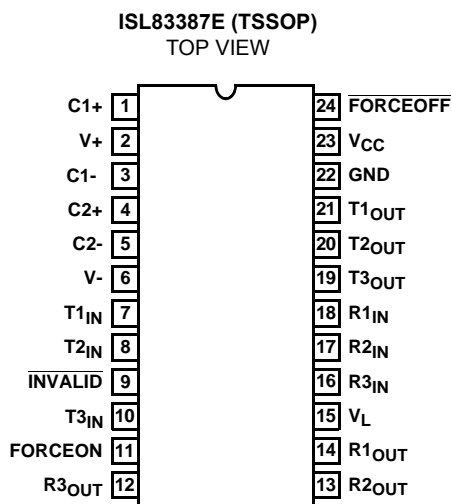 ISL83387E (TSSOP)
TOP VIEW
C1+ 1 24 FORCEOFF
V+ 2 23 VCC
C1- 3 22 GND
C2+ 4 21 T1OUT
C2- 5 20 T2OUT
V- 6 19 T3OUT
T1IN 7 18 R1IN
T2IN 8 17 R2IN
INVALID 9 16 R3IN
T3IN 10 15 VL
FORCEON 11 14 R1OUT
R3OUT 12 13 R2OUT